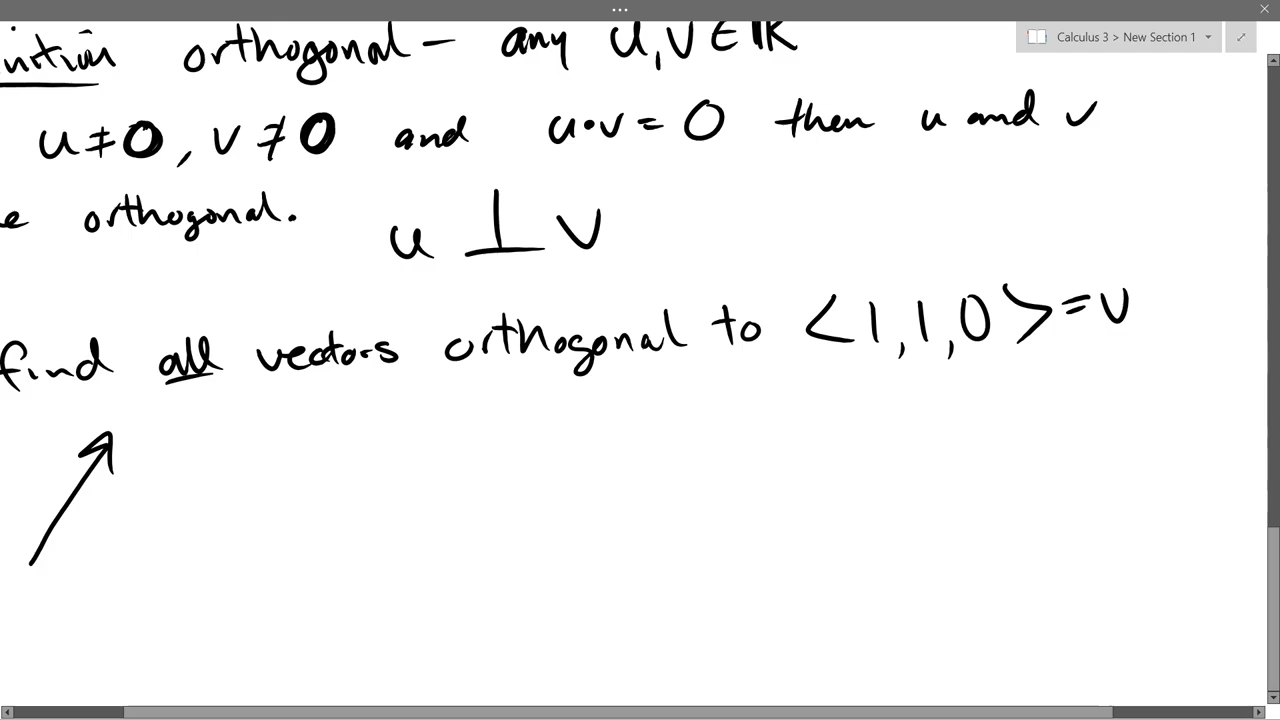 Calculus 3 > New Section 1
nition orthogonal — any u, v ∈ ℝ
u ≠ 0, v ≠ 0 and u • v = 0 then u and v
e orthogonal. u ⊥ v
find all vectors orthogonal to <1, 1, 0> = v